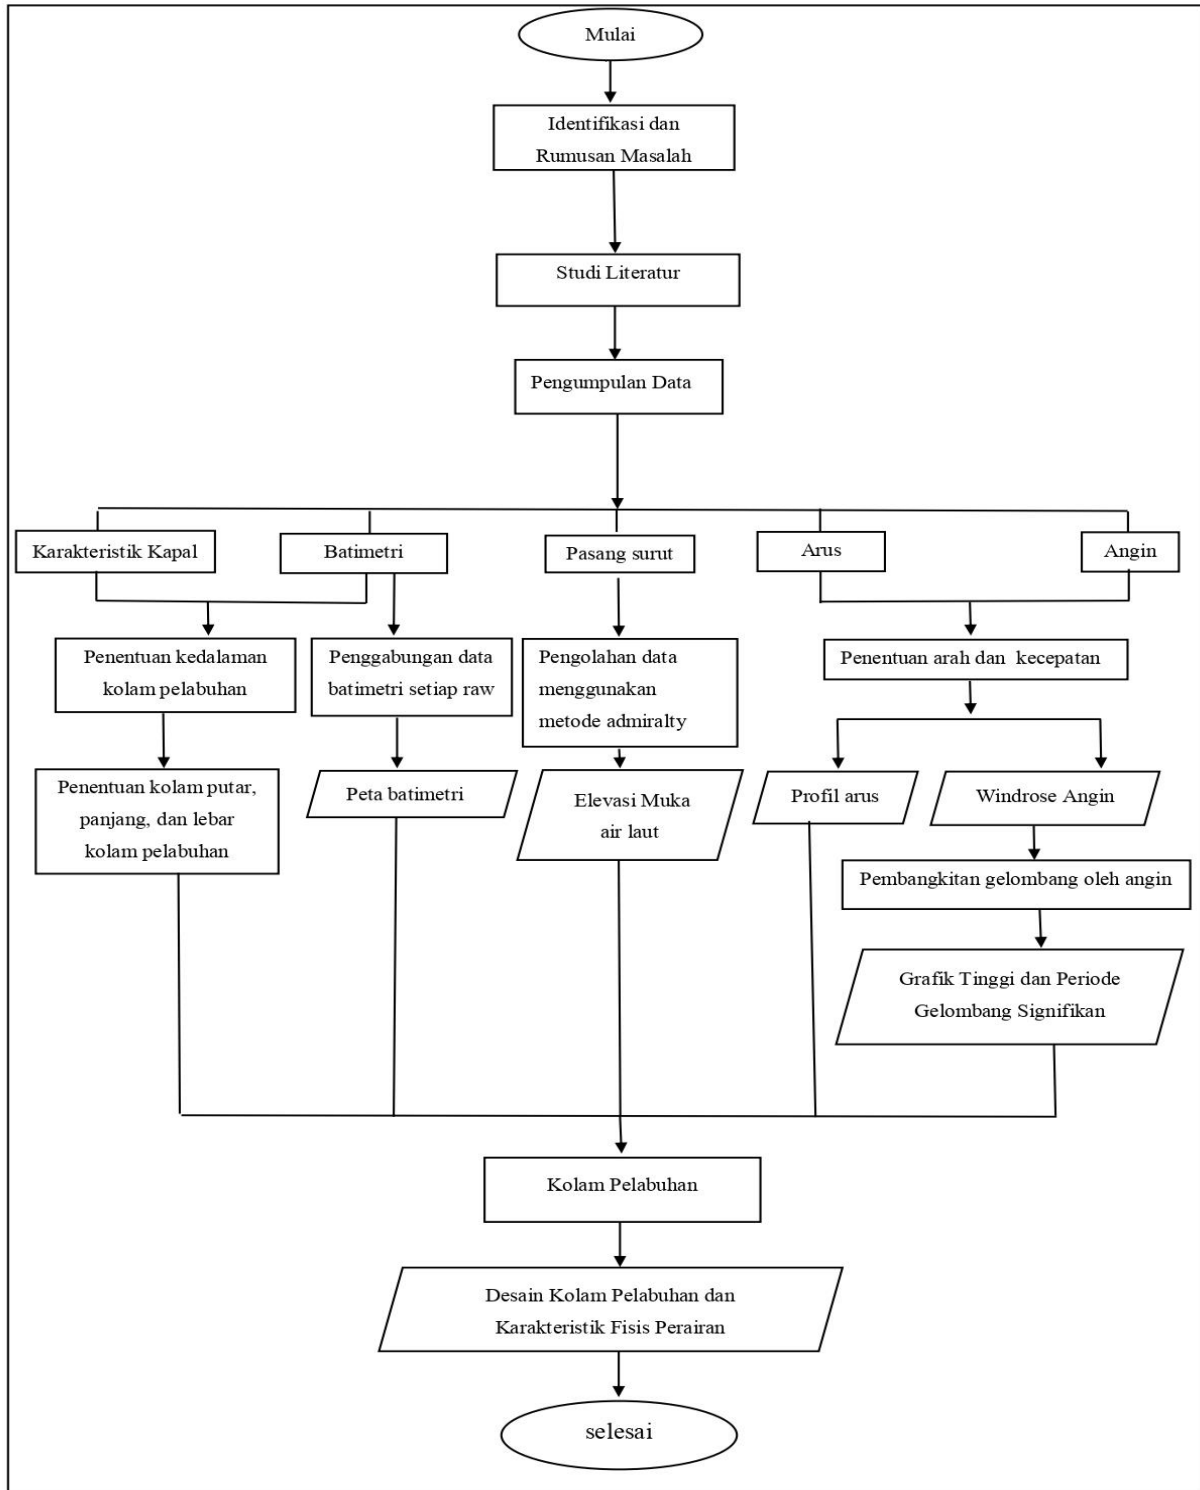 Mulai
Identifikasi dan
Rumusan Masalah
Studi Literatur
Pengumpulan Data
Karakteristik Kapal
Batimetri
Pasang surut
Arus
Angin
Penentuan kedalaman
kolam pelabuhan
Penggabungan data
batimetri setiap raw
Pengolahan data
menggunakan
metode admiralty
Penentuan arah dan kecepatan
Penentuan kolam putar,
panjang, dan lebar
kolam pelabuhan
Peta batimetri
Elevasi Muka
air laut
Profil arus
Windrose Angin
Pembangkitan gelombang oleh angin
Grafik Tinggi dan Periode
Gelombang Signifikan
Kolam Pelabuhan
Desain Kolam Pelabuhan dan
Karakteristik Fisis Perairan
selesai